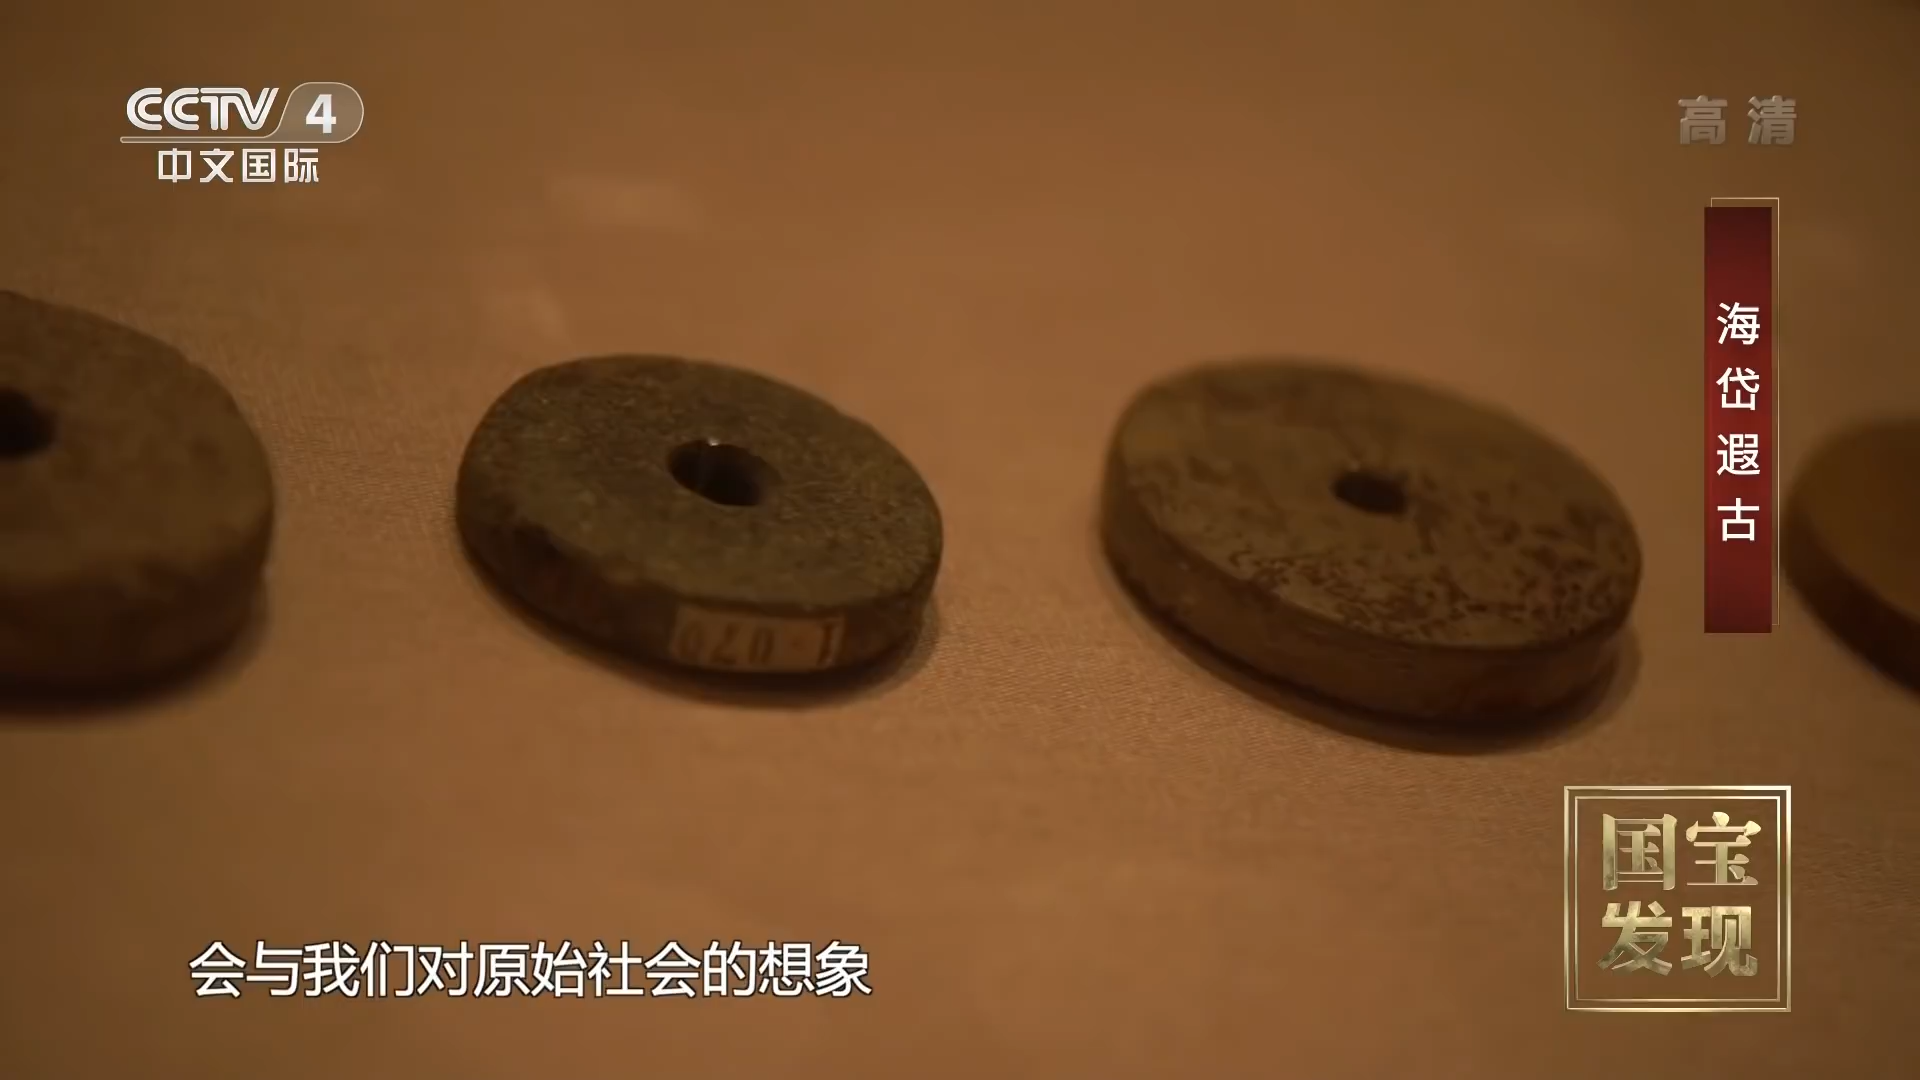 CCTV 4
中文国际
高清
海岱遐古
国宝
发现
会与我们对原始社会的想象